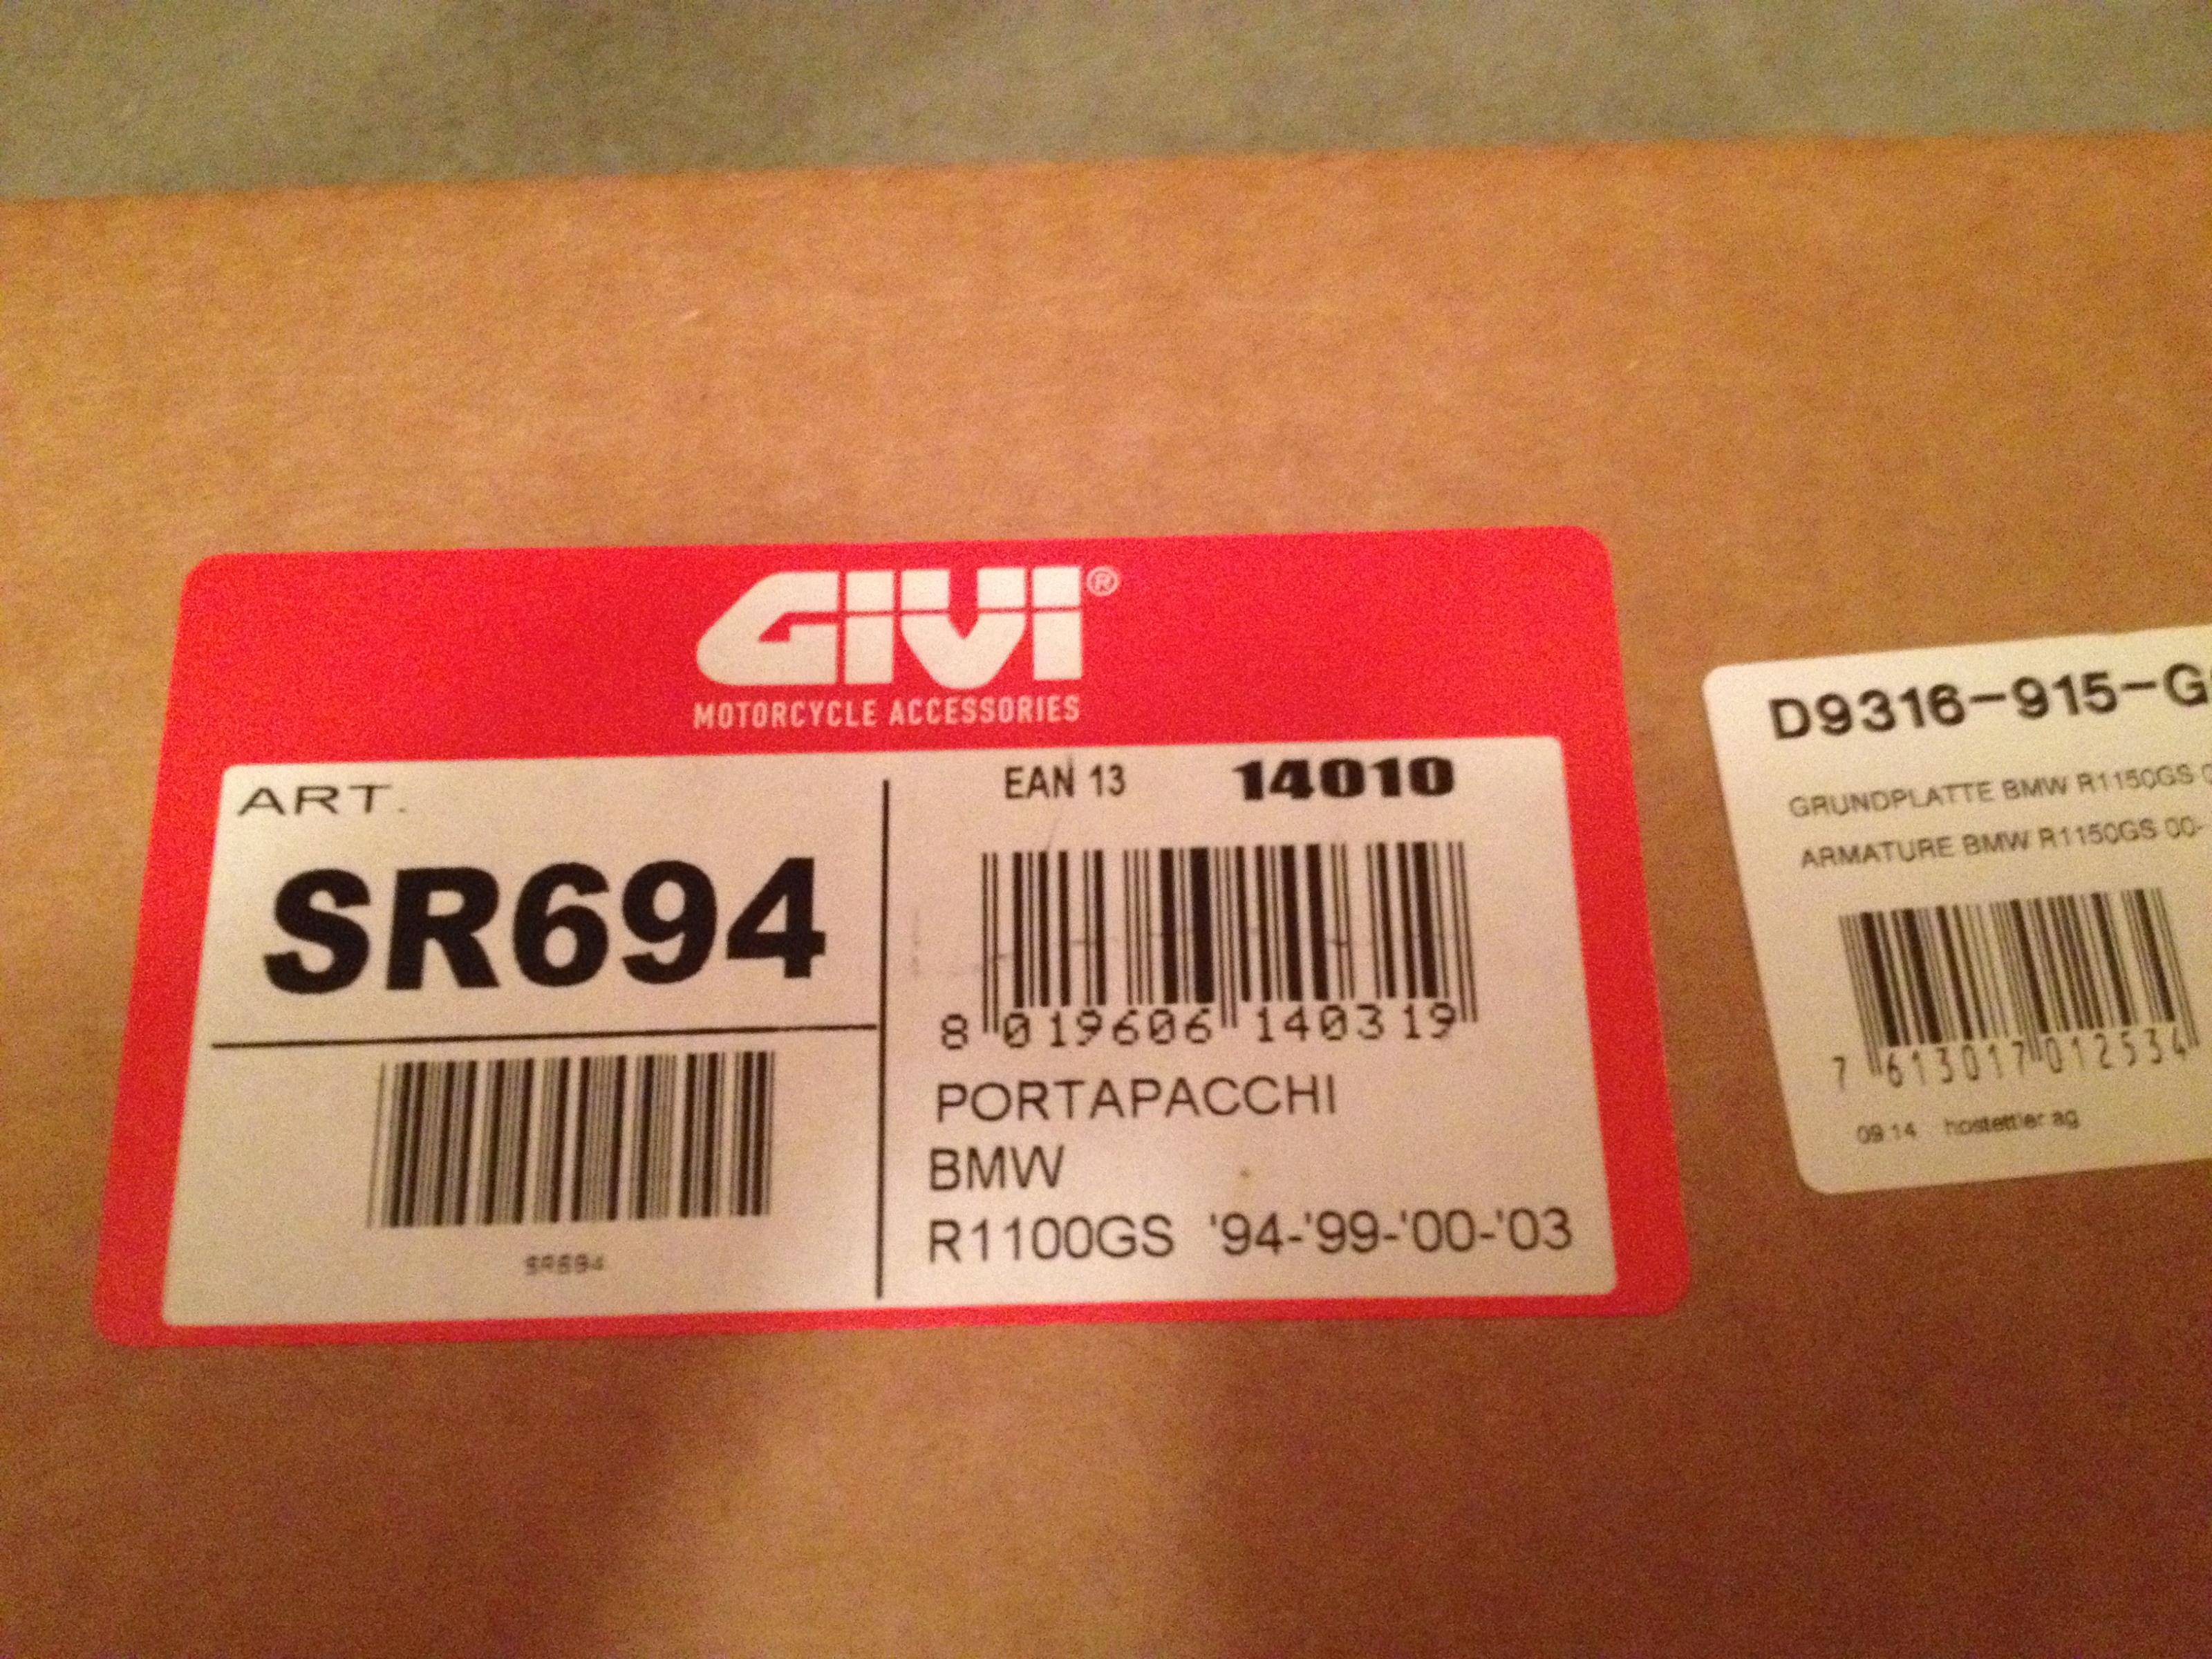 GIVI®
MOTORCYCLE ACCESSORIES
ART.
SR694
SR694
EAN 13 14010
8 019606 140319
PORTAPACCHI
BMW
R1100GS '94-'99-'00-'03
D9316-915-G
GRUNDPLATTE BMW R1150GS 0
ARMATURE BMW R1150GS 00-
7 613017 012534
09.14 hostettler ag